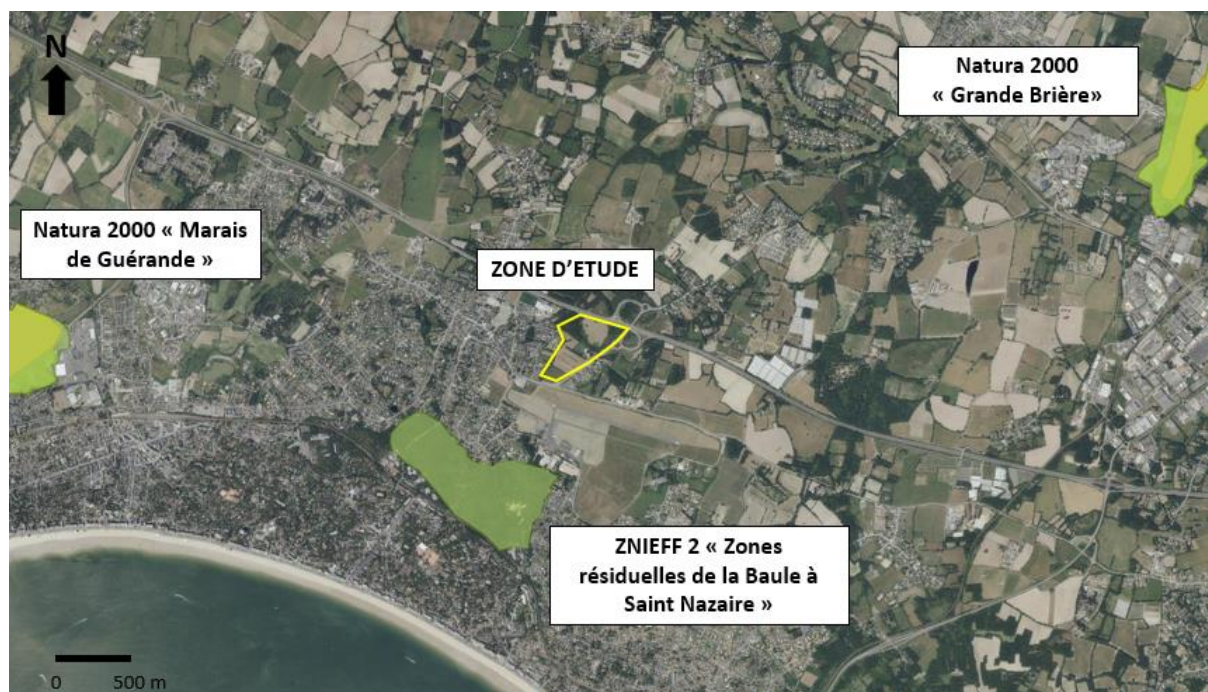 N
Natura 2000
« Grande Brière»
Natura 2000 « Marais
de Guérande »
ZONE D’ETUDE
ZNIEFF 2 « Zones
résiduelles de la Baule à
Saint Nazaire »
0 500 m